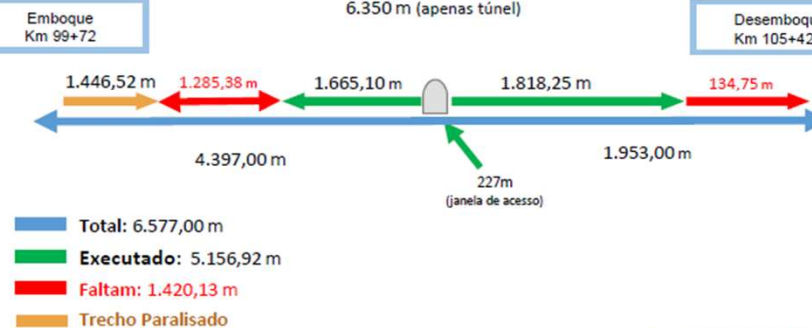 6.350 m (apenas túnel)
Emboque
Km 99+72
Desemboqu
Km 105+42
1.446,52 m
1.285,38 m
1.665,10 m
1.818,25 m
134,75 m
4.397,00 m
1.953,00 m
227m
(janela de acesso)
Total: 6.577,00 m
Executado: 5.156,92 m
Faltam: 1.420,13 m
Trecho Paralisado